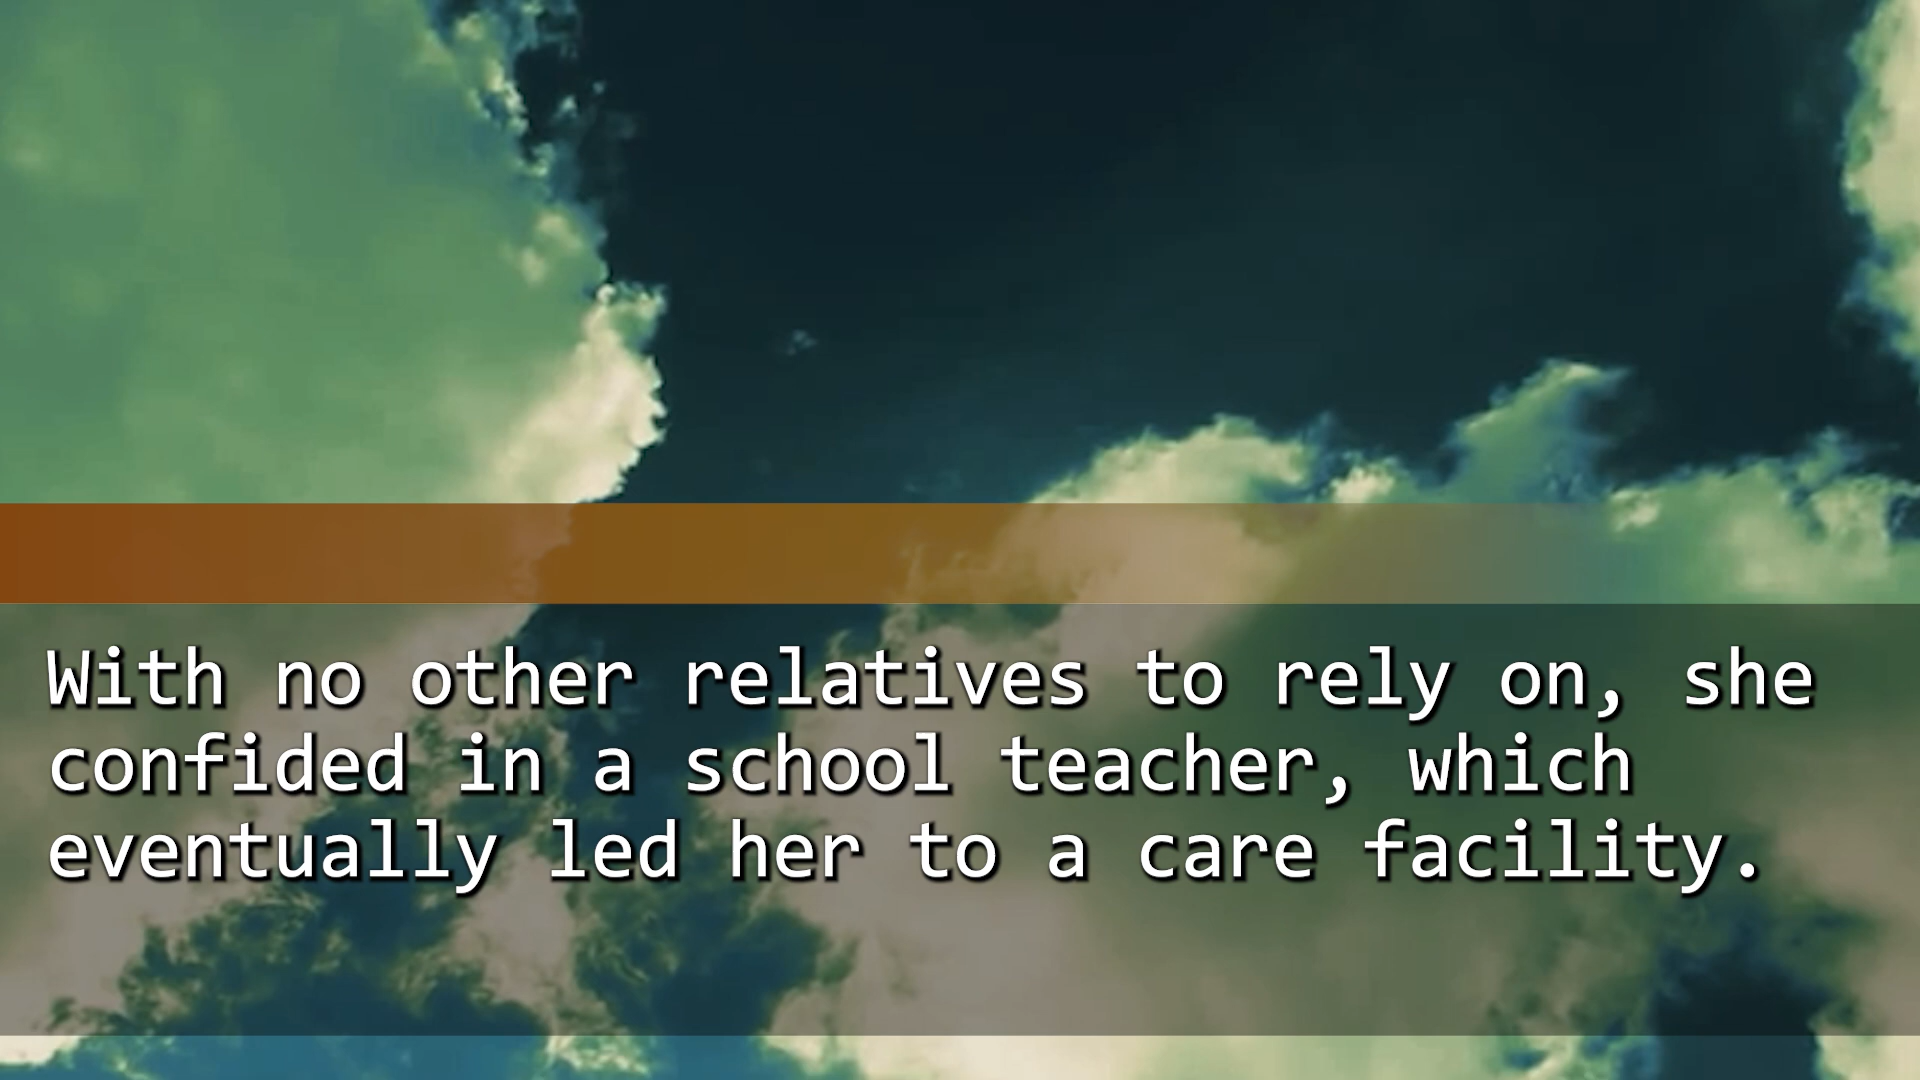 With no other relatives to rely on, she
confided in a school teacher, which
eventually led her to a care facility.